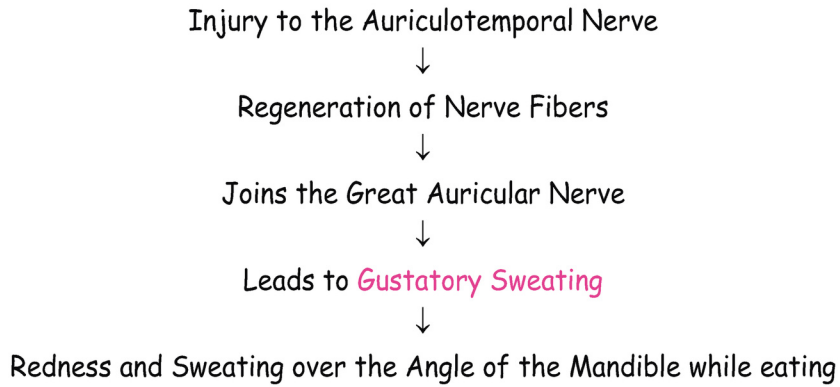 Injury to the Auriculotemporal Nerve
↓
Regeneration of Nerve Fibers
↓
Joins the Great Auricular Nerve
↓
Leads to Gustatory Sweating
↓
Redness and Sweating over the Angle of the Mandible while eating